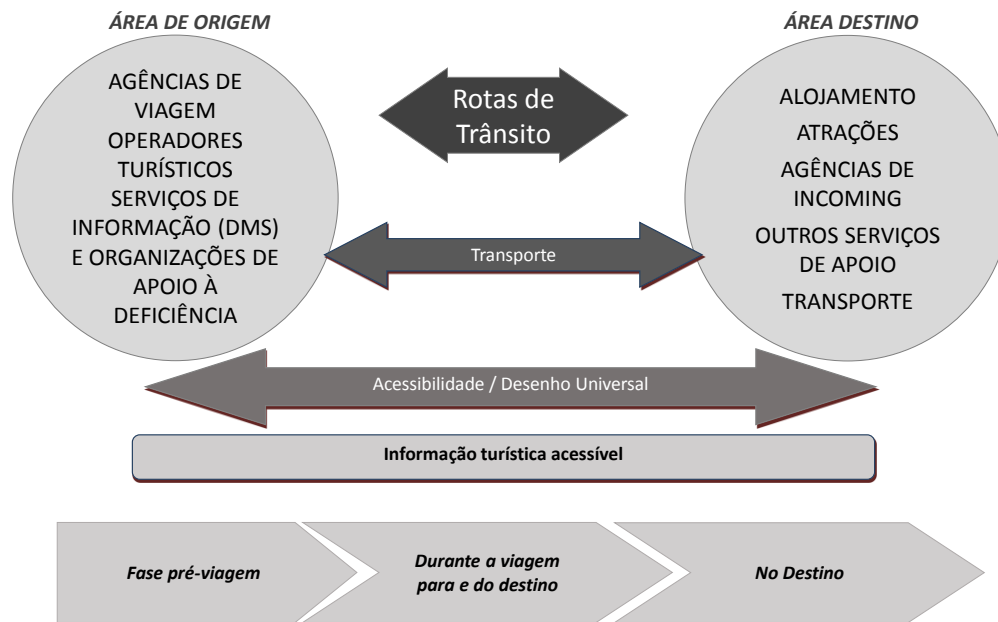 ÁREA DE ORIGEM
AGÊNCIAS DE
VIAGEM
OPERADORES
TURÍSTICOS
SERVIÇOS DE
INFORMAÇÃO (DMS)
E ORGANIZAÇÕES DE
APOIO À
DEFICIÊNCIA
Rotas de
Trânsito
Transporte
ÁREA DESTINO
ALOJAMENTO
ATRAÇÕES
AGÊNCIAS DE
INCOMING
OUTROS SERVIÇOS
DE APOIO
TRANSPORTE
Acessibilidade / Desenho Universal
Informação turística acessível
Fase pré-viagem
Durante a viagem
para e do destino
No Destino